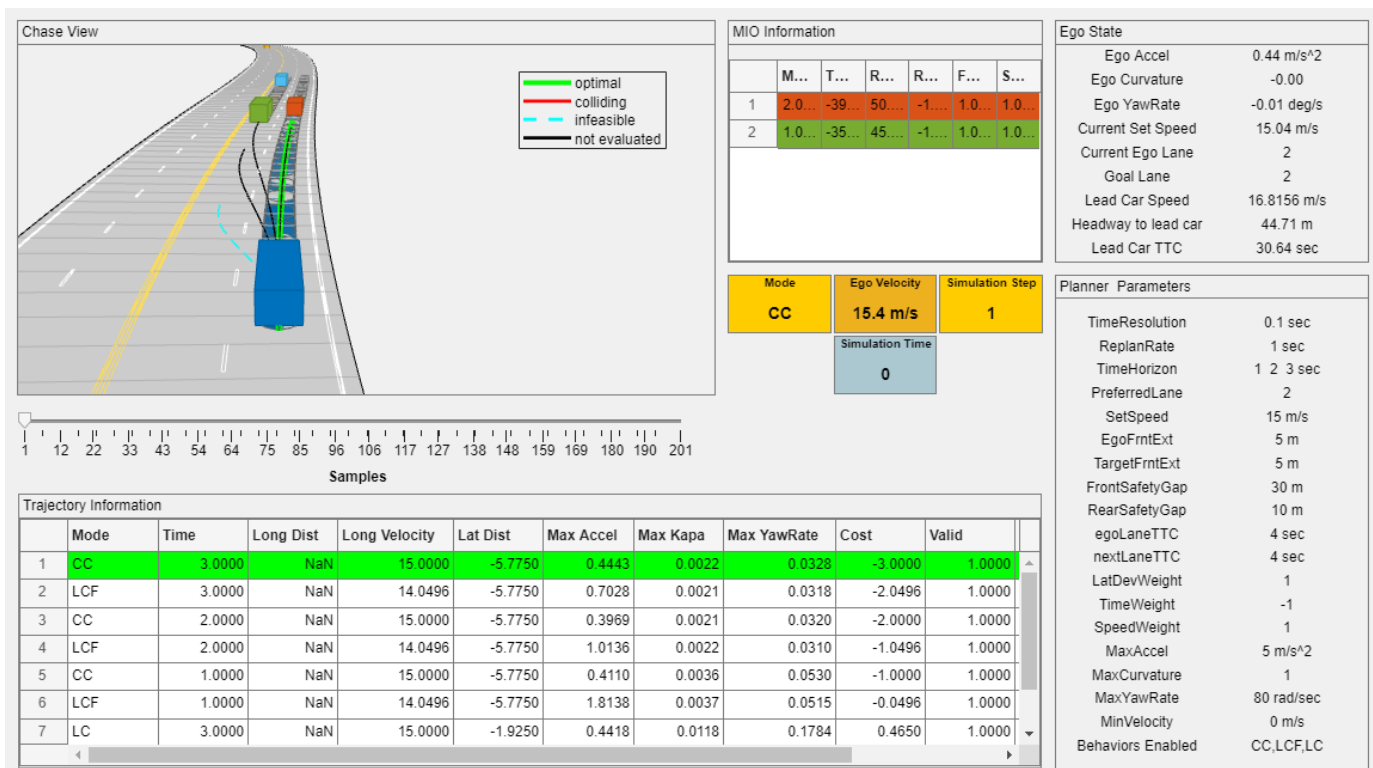 Chase View
optimal
colliding
infeasible
not evaluated
MIO Information
M... T... R... R... F... S...
1 2.0... -39... 50.... -1.... 1.0... 1.0...
2 1.0... -35... 45.... -1.... 1.0... 1.0...
Ego State
Ego Accel 0.44 m/s^2
Ego Curvature -0.00
Ego YawRate -0.01 deg/s
Current Set Speed 15.04 m/s
Current Ego Lane 2
Goal Lane 2
Lead Car Speed 16.8156 m/s
Headway to lead car 44.71 m
Lead Car TTC 30.64 sec
Mode
CC
Ego Velocity
15.4 m/s
Simulation Step
1
Simulation Time
0
Planner Parameters
TimeResolution 0.1 sec
ReplanRate 1 sec
TimeHorizon 1 2 3 sec
PreferredLane 2
SetSpeed 15 m/s
EgoFrntExt 5 m
TargetFrntExt 5 m
FrontSafetyGap 30 m
RearSafetyGap 10 m
egoLaneTTC 4 sec
nextLaneTTC 4 sec
LatDevWeight 1
TimeWeight -1
SpeedWeight 1
MaxAccel 5 m/s^2
MaxCurvature 1
MaxYawRate 80 rad/sec
MinVelocity 0 m/s
Behaviors Enabled CC,LCF,LC
1 12 22 33 43 54 64 75 85 96 106 117 127 138 148 159 169 180 190 201
Samples
Trajectory Information
Mode Time Long Dist Long Velocity Lat Dist Max Accel Max Kapa Max YawRate Cost Valid
1 CC 3.0000 NaN 15.0000 -5.7750 0.4443 0.0022 0.0328 -3.0000 1.0000
2 LCF 3.0000 NaN 14.0496 -5.7750 0.7028 0.0021 0.0318 -2.0496 1.0000
3 CC 2.0000 NaN 15.0000 -5.7750 0.3969 0.0021 0.0320 -2.0000 1.0000
4 LCF 2.0000 NaN 14.0496 -5.7750 1.0136 0.0022 0.0310 -1.0496 1.0000
5 CC 1.0000 NaN 15.0000 -5.7750 0.4110 0.0036 0.0530 -1.0000 1.0000
6 LCF 1.0000 NaN 14.0496 -5.7750 1.8138 0.0037 0.0515 -0.0496 1.0000
7 LC 3.0000 NaN 15.0000 -1.9250 0.4418 0.0118 0.1784 0.4650 1.0000